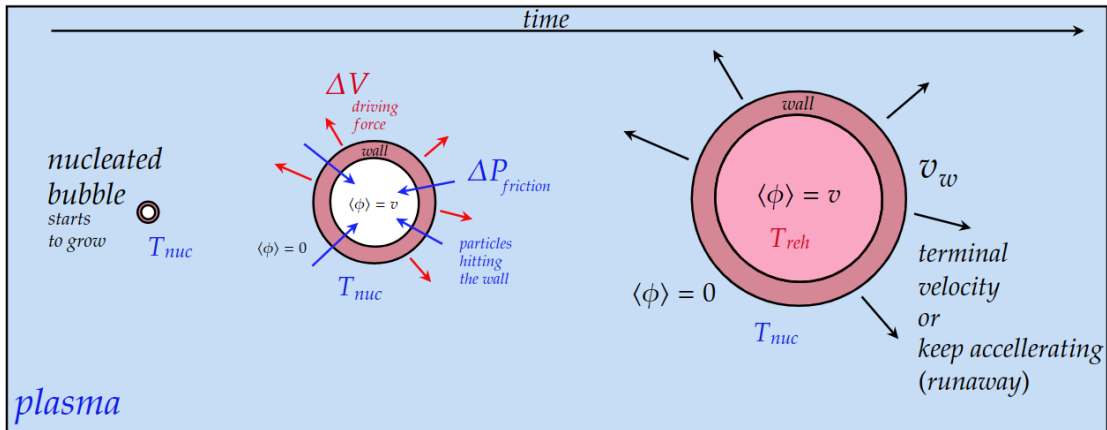 time
nucleated
bubble
starts
to grow
T_nuc
ΔV
driving
force
wall
ΔP_friction
⟨ϕ⟩ = v
⟨ϕ⟩ = 0
particles
hitting
the wall
T_nuc
wall
⟨ϕ⟩ = v
T_reh
⟨ϕ⟩ = 0
T_nuc
v_w
terminal
velocity
or
keep accellerating
(runaway)
plasma